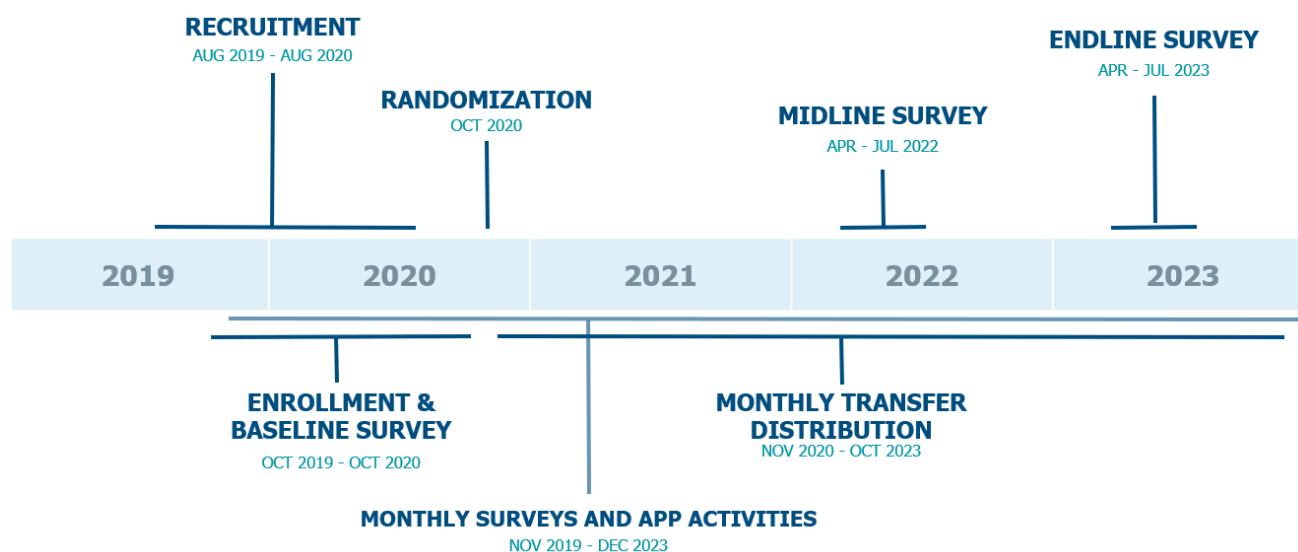 RECRUITMENT
AUG 2019 - AUG 2020
RANDOMIZATION
OCT 2020
MIDLINE SURVEY
APR - JUL 2022
ENDLINE SURVEY
APR - JUL 2023
2019
2020
2021
2022
2023
ENROLLMENT &
BASELINE SURVEY
OCT 2019 - OCT 2020
MONTHLY TRANSFER
DISTRIBUTION
NOV 2020 - OCT 2023
MONTHLY SURVEYS AND APP ACTIVITIES
NOV 2019 - DEC 2023